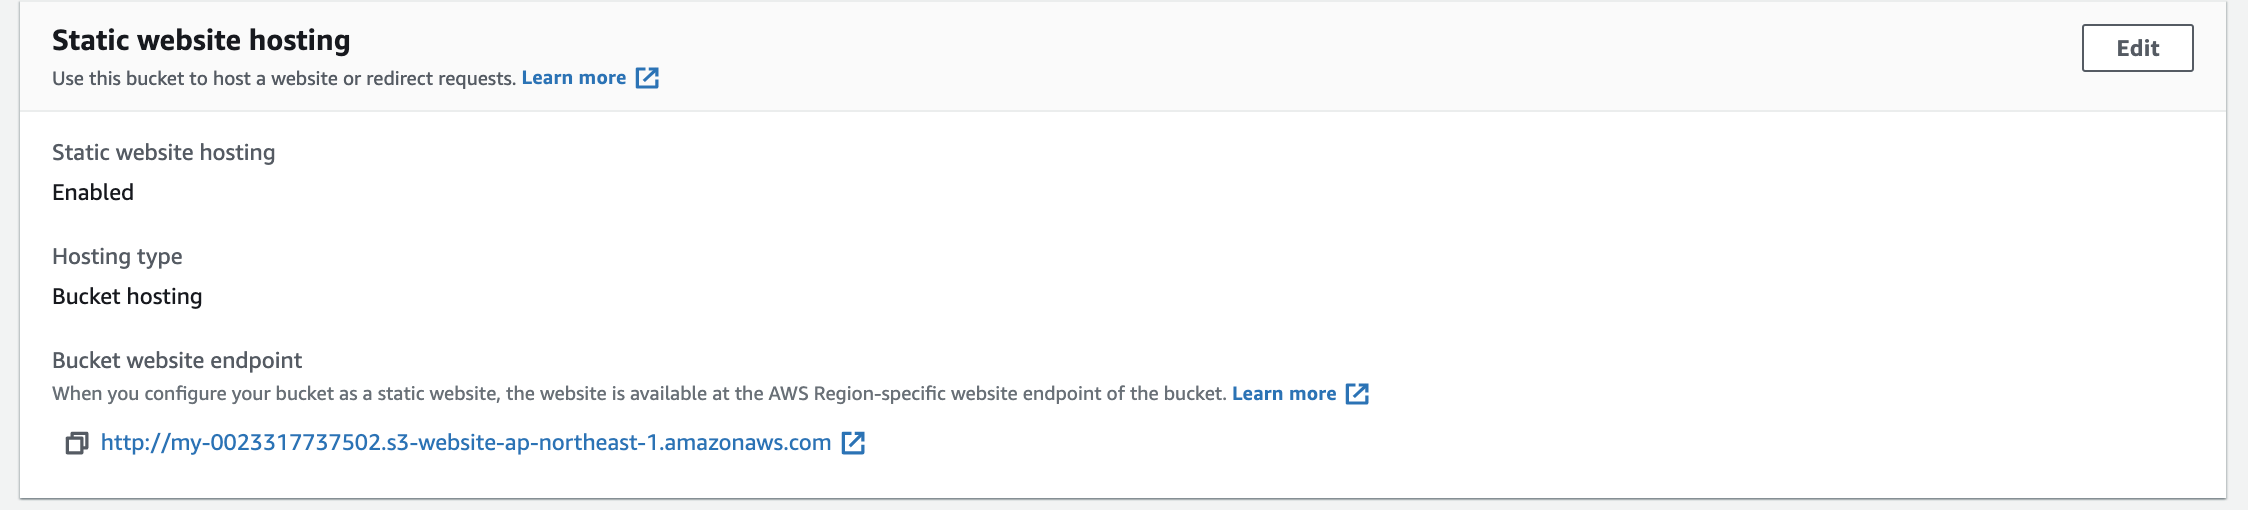 Static website hosting
Edit
Use this bucket to host a website or redirect requests. Learn more
Static website hosting
Enabled
Hosting type
Bucket hosting
Bucket website endpoint
When you configure your bucket as a static website, the website is available at the AWS Region-specific website endpoint of the bucket. Learn more
http://my-0023317737502.s3-website-ap-northeast-1.amazonaws.com